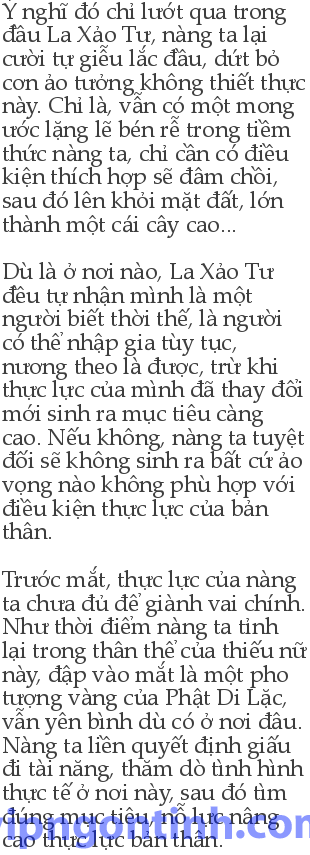 Ý nghĩ đó chỉ lướt qua trong
đầu La Xảo Tư, nàng ta lại
cười tự giễu lắc đầu, dứt bỏ
cơn ảo tưởng không thiết thực
này. Chỉ là, vẫn có một mong
ước lặng lẽ bén rễ trong tiềm
thức nàng ta, chỉ cần có điều
kiện thích hợp sẽ đâm chồi,
sau đó lên khỏi mặt đất, lớn
thành một cái cây cao...
Dù là ở nơi nào, La Xảo Tư
đều tự nhận mình là một
người biết thời thế, là người
có thể nhập gia tùy tục,
nương theo là được, trừ khi
thực lực của mình đã thay đổi
mới sinh ra mục tiêu càng
cao. Nếu không, nàng ta tuyệt
đối sẽ không sinh ra bất cứ ảo
vọng nào không phù hợp với
điều kiện thực lực của bản
thân.
Trước mắt, thực lực của nàng
ta chưa đủ để giành vai chính.
Như thời điểm nàng ta tỉnh
lại trong thân thể của thiếu nữ
này, đập vào mắt là một pho
tượng vàng của Phật Di Lặc,
vẫn yên bình dù có ở nơi đâu.
Nàng ta liền quyết định giấu
đi tài năng, thăm dò tình hình
thực tế ở nơi này, sau đó tìm
đúng mục tiêu, nỗ lực nâng
cao thực lực bản thân.